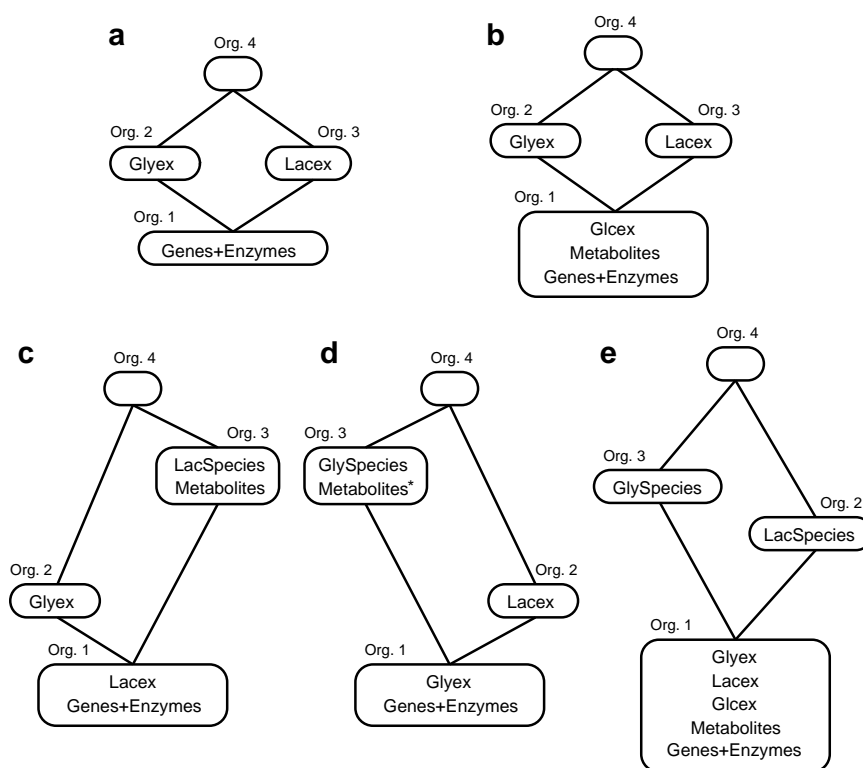 a
Org. 4
Org. 2
Org. 3
Glyex
Lacex
Org. 1
Genes+Enzymes
b
Org. 4
Org. 2
Org. 3
Glyex
Lacex
Org. 1
Glcex
Metabolites
Genes+Enzymes
c
Org. 4
Org. 3
LacSpecies
Metabolites
Org. 2
Glyex
Org. 1
Lacex
Genes+Enzymes
d
Org. 4
Org. 3
GlySpecies
Metabolites*
Org. 2
Lacex
Org. 1
Glyex
Genes+Enzymes
e
Org. 4
Org. 3
GlySpecies
Org. 2
LacSpecies
Org. 1
Glyex
Lacex
Glcex
Metabolites
Genes+Enzymes